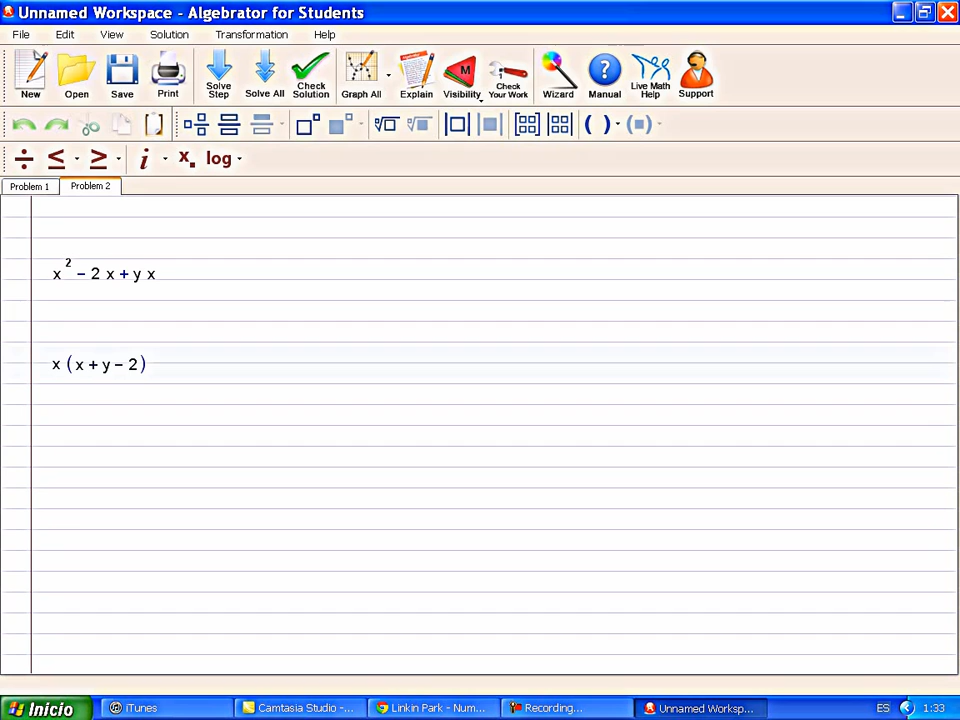 Unnamed Workspace - Algebrator for Students
File Edit View Solution Transformation Help
New Open Save Print Solve Step Solve All Check Solution Graph All Explain Visibility Check Your Work Wizard Manual Live Math Help Support
÷ ≤ ≥ i x. log
Problem 1 Problem 2
x² − 2 x + y x
x (x + y − 2)
Inicio iTunes Camtasia Studio -... Linkin Park - Num... Recording... Unnamed Worksp... ES 1:33